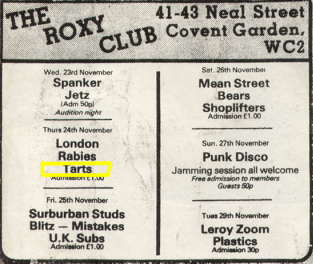 THE ROXY CLUB
41-43 Neal Street
Covent Garden,
WC2
Wed. 23rd November
Spanker
Jetz
(Adm 50p)
Audition night
Thurs 24th November
London
Rabies
Tarts
Admission £1.00
Fri. 25th November
Surburban Studs
Blitz — Mistakes
U.K. Subs
Admission £1.00
Sat. 26th November
Mean Street
Bears
Shoplifters
Admission £1.00
Sun. 27th November
Punk Disco
Jamming session all welcome
Free admission to members
Guests 50p
Tues 29th November
Leroy Zoom
Plastics
Admission 30p